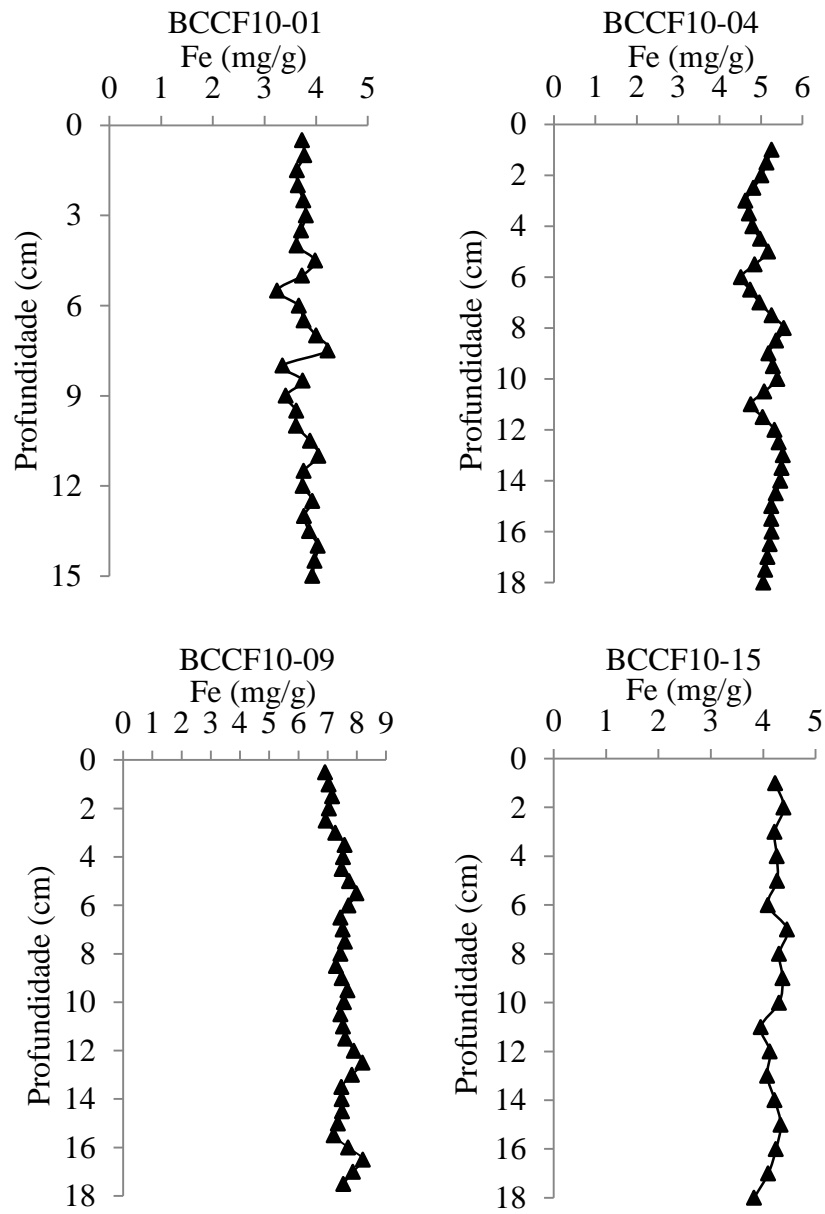 BCCF10-01
Fe (mg/g)
0 1 2 3 4 5
0
3
6
9
12
15
Profundidade (cm)
BCCF10-04
Fe (mg/g)
0 1 2 3 4 5 6
0
2
4
6
8
10
12
14
16
18
Profundidade (cm)
BCCF10-09
Fe (mg/g)
0 1 2 3 4 5 6 7 8 9
0
2
4
6
8
10
12
14
16
18
Profundidade (cm)
BCCF10-15
Fe (mg/g)
0 1 2 3 4 5
0
2
4
6
8
10
12
14
16
18
Profundidade (cm)